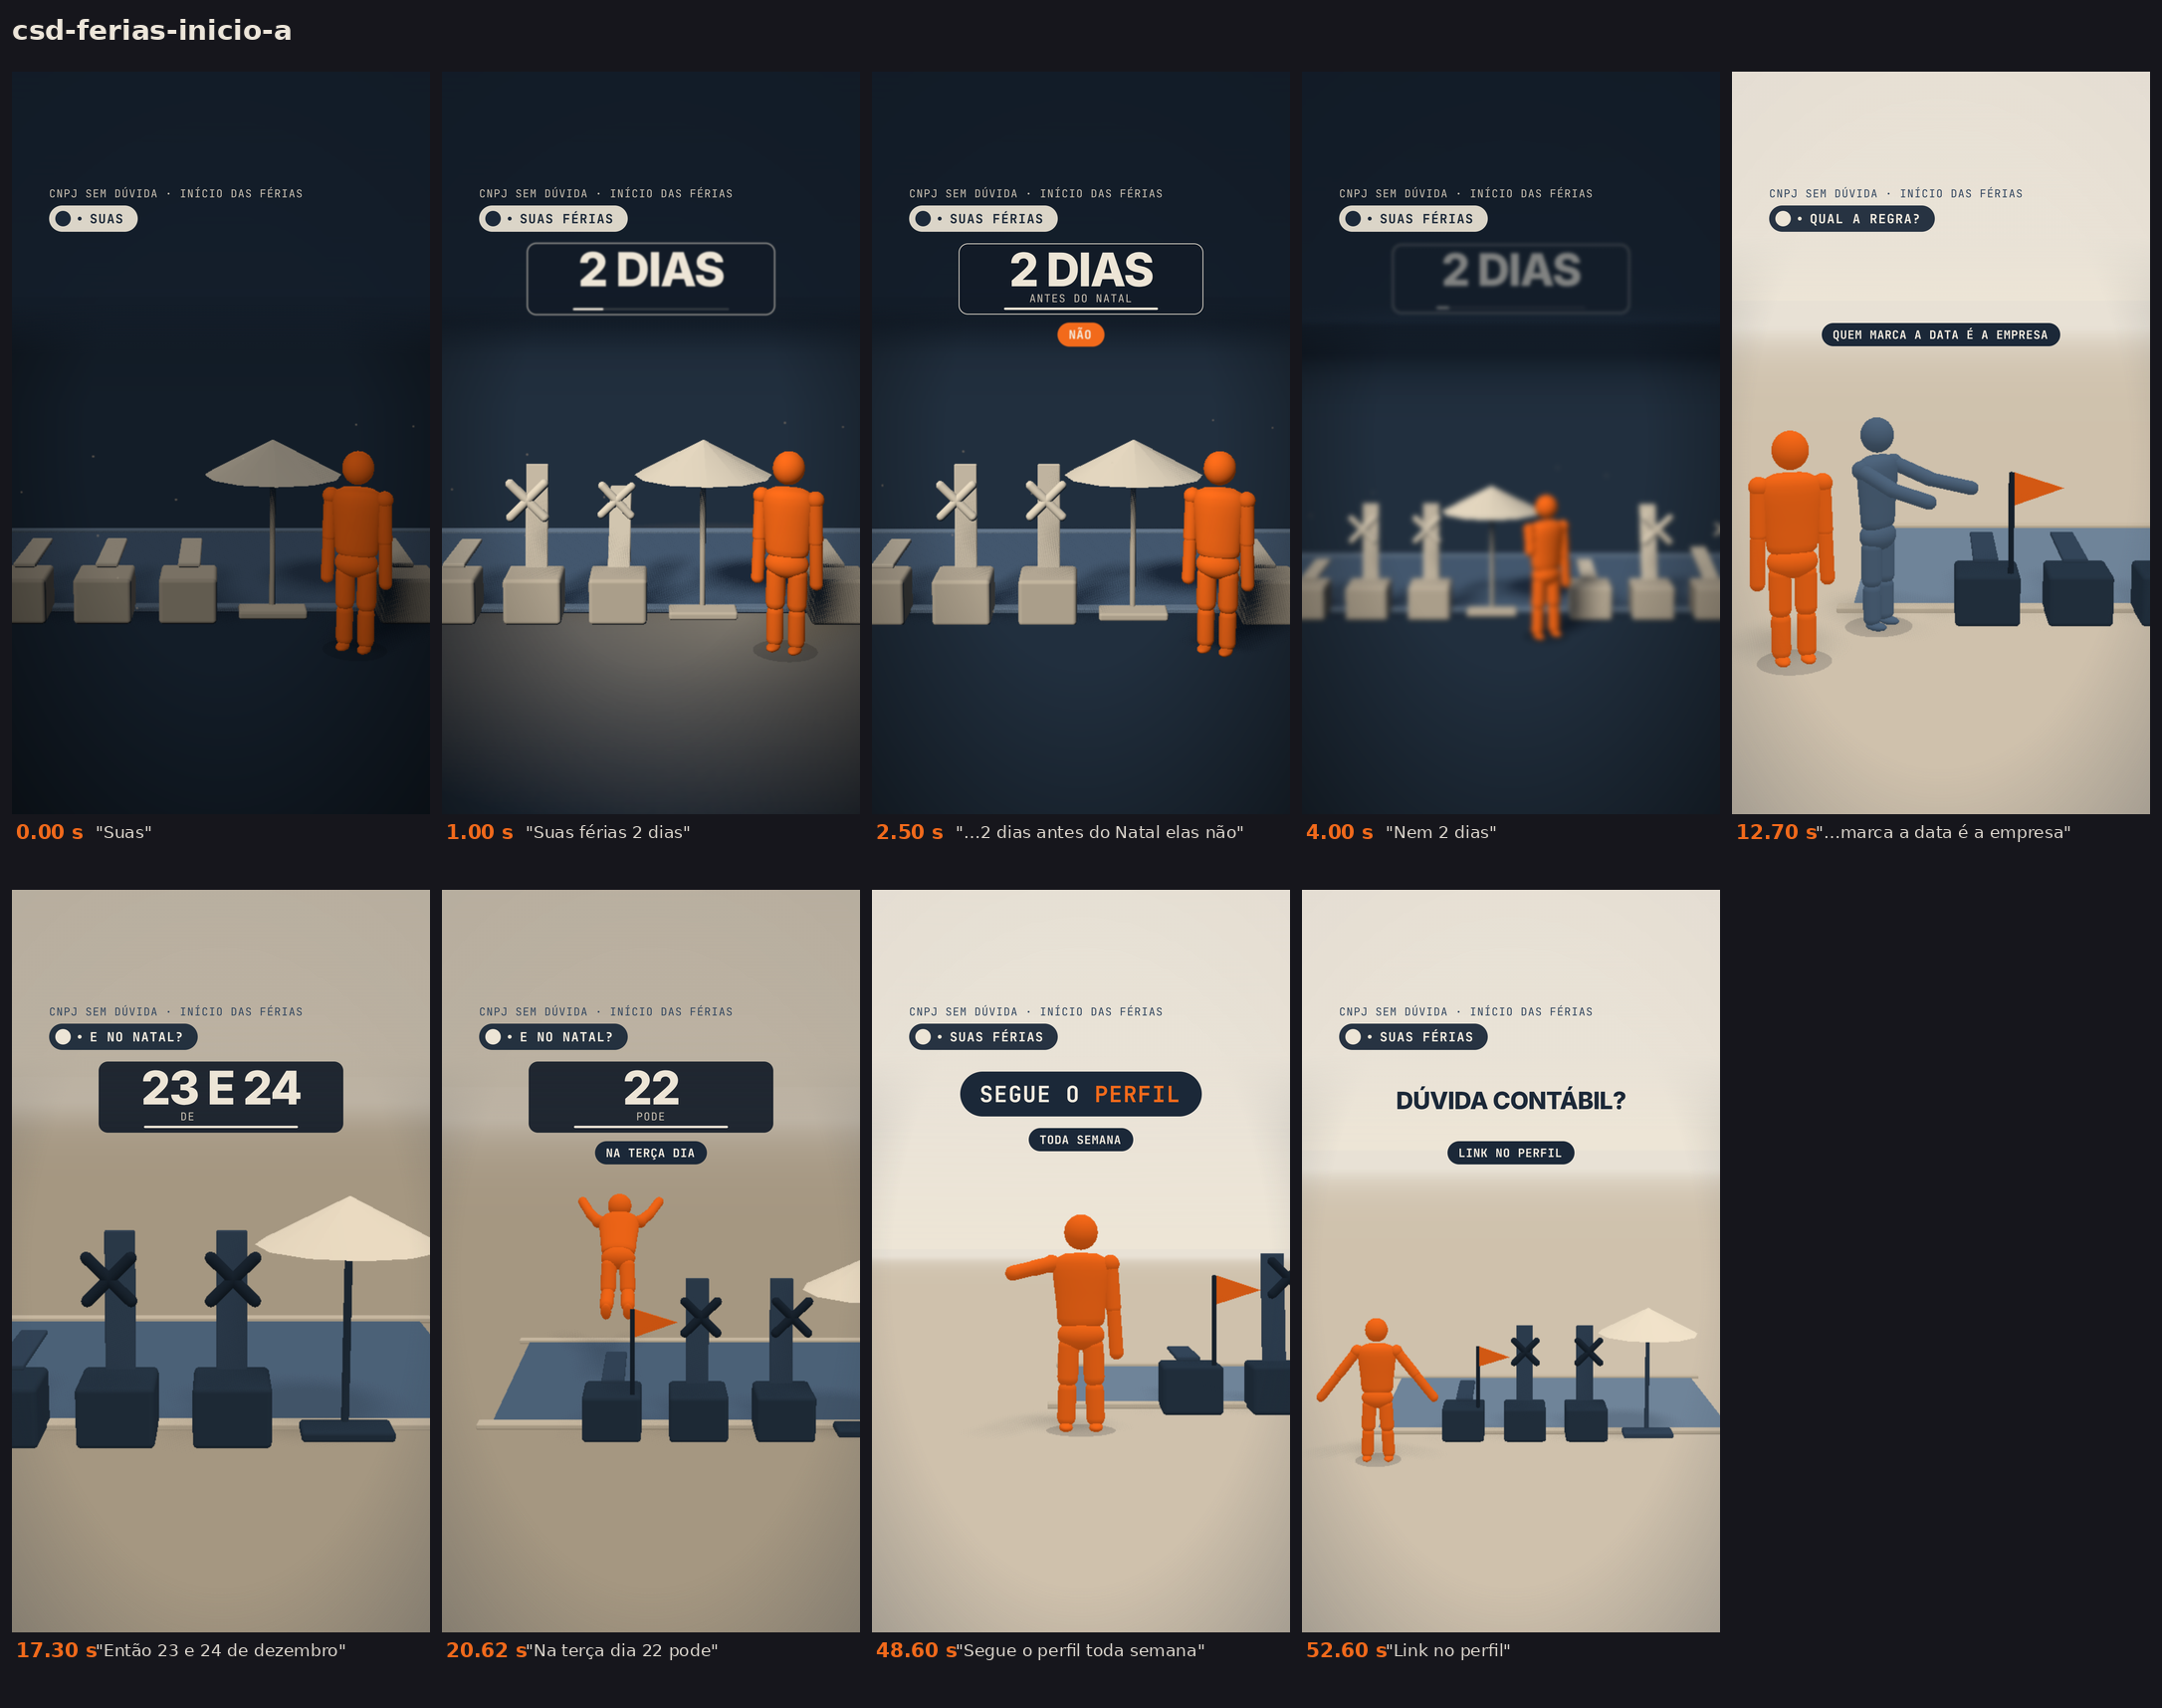 csd-ferias-inicio-a
CNPJ SEM DÚVIDA · INÍCIO DAS FÉRIAS
• SUAS
0.00 s "Suas"
CNPJ SEM DÚVIDA · INÍCIO DAS FÉRIAS
• SUAS FÉRIAS
2 DIAS
1.00 s "Suas férias 2 dias"
CNPJ SEM DÚVIDA · INÍCIO DAS FÉRIAS
• SUAS FÉRIAS
2 DIAS
ANTES DO NATAL
NÃO
2.50 s "...2 dias antes do Natal elas não"
CNPJ SEM DÚVIDA · INÍCIO DAS FÉRIAS
• SUAS FÉRIAS
2 DIAS
4.00 s "Nem 2 dias"
CNPJ SEM DÚVIDA · INÍCIO DAS FÉRIAS
• QUAL A REGRA?
QUEM MARCA A DATA É A EMPRESA
12.70 s "...marca a data é a empresa"
CNPJ SEM DÚVIDA · INÍCIO DAS FÉRIAS
• E NO NATAL?
23 E 24
DE
17.30 s "Então 23 e 24 de dezembro"
CNPJ SEM DÚVIDA · INÍCIO DAS FÉRIAS
• E NO NATAL?
22
PODE
NA TERÇA DIA
20.62 s "Na terça dia 22 pode"
CNPJ SEM DÚVIDA · INÍCIO DAS FÉRIAS
• SUAS FÉRIAS
SEGUE O PERFIL
TODA SEMANA
48.60 s "Segue o perfil toda semana"
CNPJ SEM DÚVIDA · INÍCIO DAS FÉRIAS
• SUAS FÉRIAS
DÚVIDA CONTÁBIL?
LINK NO PERFIL
52.60 s "Link no perfil"